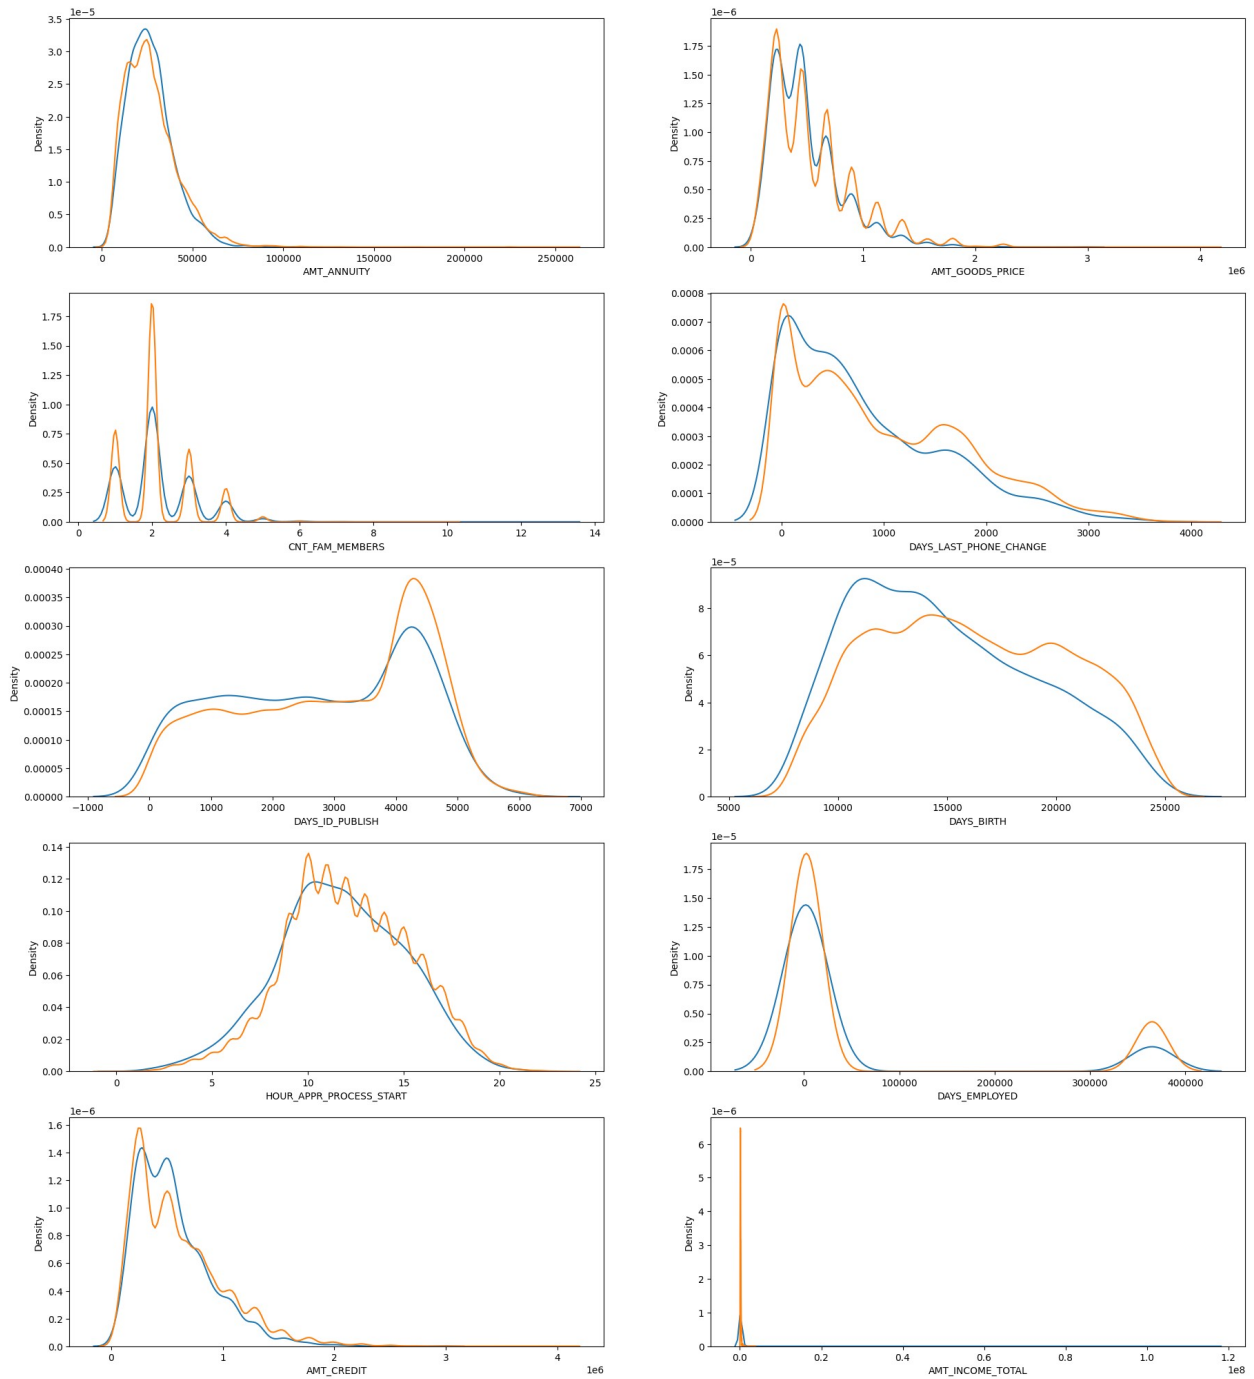 1e−5
3.5
3.0
2.5
2.0
1.5
1.0
0.5
0.0
Density
0 50000 100000 150000 200000 250000
AMT_ANNUITY
1e−6
1.75
1.50
1.25
1.00
0.75
0.50
0.25
0.00
Density
0 1 2 3 4
1e6
AMT_GOODS_PRICE
1.75
1.50
1.25
1.00
0.75
0.50
0.25
0.00
Density
0 2 4 6 8 10 12 14
CNT_FAM_MEMBERS
0.0008
0.0007
0.0006
0.0005
0.0004
0.0003
0.0002
0.0001
0.0000
Density
0 1000 2000 3000 4000
DAYS_LAST_PHONE_CHANGE
0.00040
0.00035
0.00030
0.00025
0.00020
0.00015
0.00010
0.00005
0.00000
Density
−1000 0 1000 2000 3000 4000 5000 6000 7000
DAYS_ID_PUBLISH
1e−5
8
6
4
2
0
Density
5000 10000 15000 20000 25000
DAYS_BIRTH
0.14
0.12
0.10
0.08
0.06
0.04
0.02
0.00
Density
0 5 10 15 20 25
HOUR_APPR_PROCESS_START
1e−5
1.75
1.50
1.25
1.00
0.75
0.50
0.25
0.00
Density
0 100000 200000 300000 400000
DAYS_EMPLOYED
1e−6
1.6
1.4
1.2
1.0
0.8
0.6
0.4
0.2
0.0
Density
0 1 2 3 4
1e6
AMT_CREDIT
1e−6
6
5
4
3
2
1
0
Density
0.0 0.2 0.4 0.6 0.8 1.0 1.2
1e8
AMT_INCOME_TOTAL